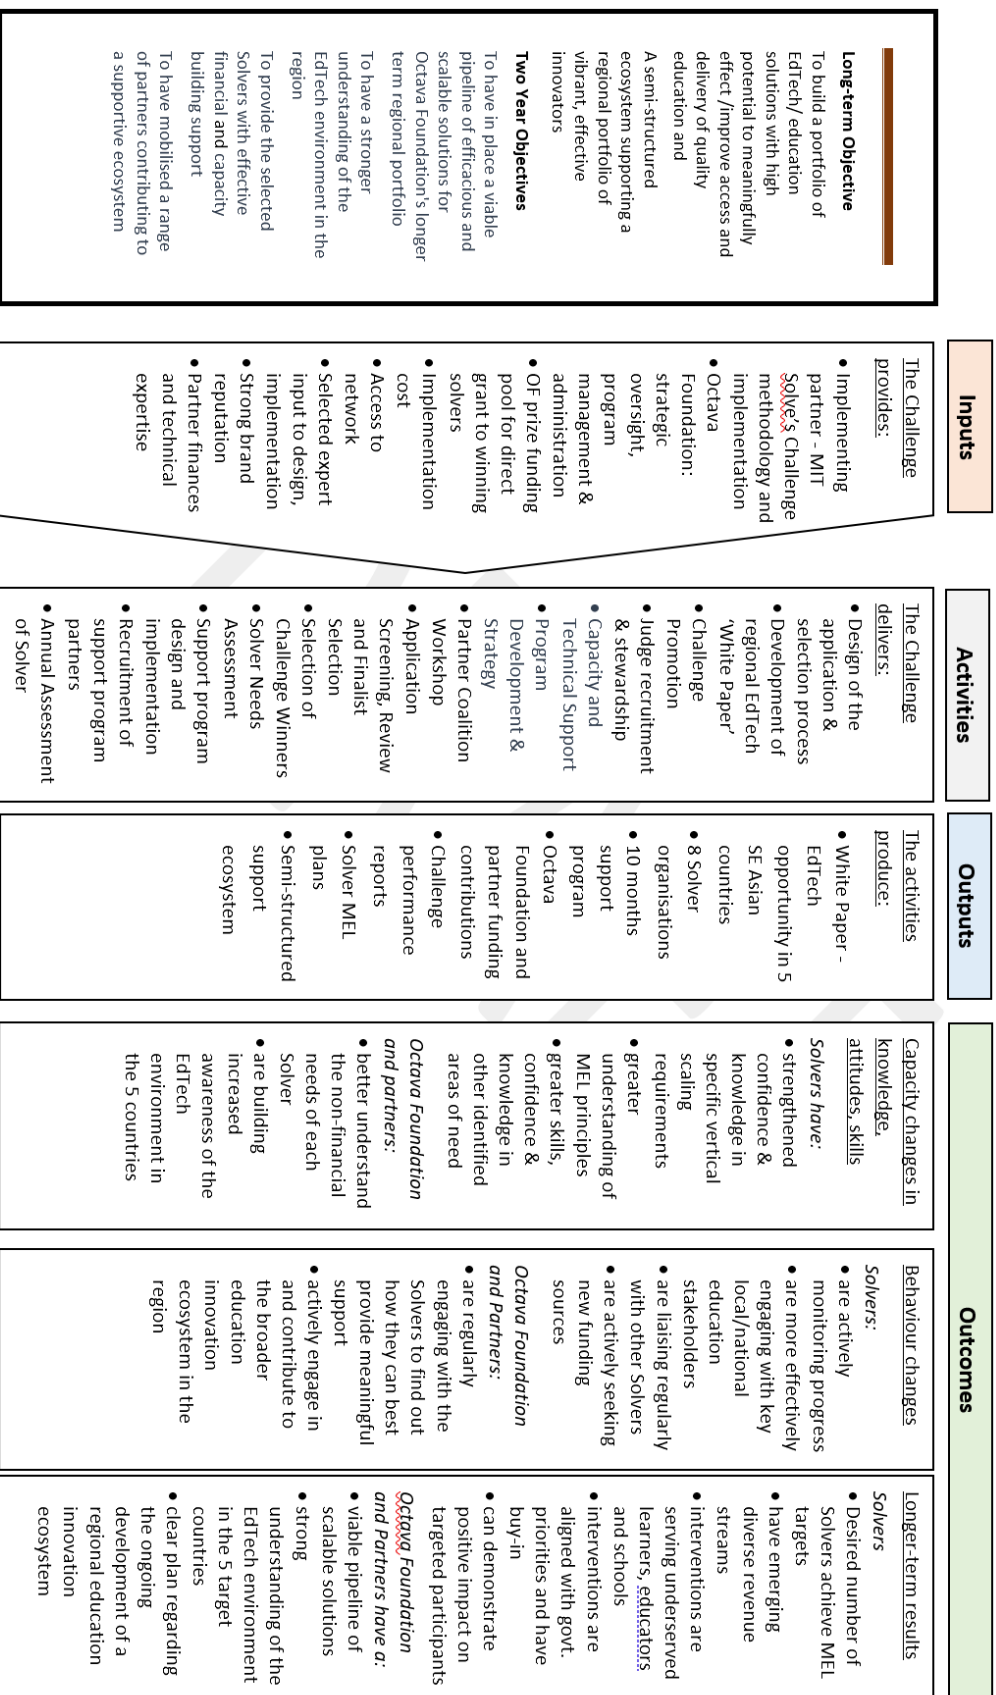 Long-term Objective
To build a portfolio of
EdTech/ education
solutions with high
potential to meaningfully
effect /improve access and
delivery of quality
education and
A semi-structured
ecosystem supporting a
regional portfolio of
vibrant, effective
innovators
Two Year Objectives
To have in place a viable
pipeline of efficacious and
scalable solutions for
Octava Foundation's longer
term regional portfolio
To have a stronger
understanding of the
EdTech environment in the
region
To provide the selected
Solvers with effective
financial and capacity
building support
To have mobilised a range
of partners contributing to
a supportive ecosystem
Inputs
The Challenge
provides:
• Implementing
partner - MIT
Solve's Challenge
methodology and
implementation
• Octava
Foundation:
strategic
oversight,
program
management &
administration
• OF prize funding
pool for direct
grant to winning
solvers
• Implementation
cost
• Access to
network
• Selected expert
input to design,
implementation
• Strong brand
reputation
• Partner finances
and technical
expertise
Activities
The Challenge
delivers:
• Design of the
application &
selection process
• Development of
regional EdTech
‘White Paper’
• Challenge
Promotion
• Judge recruitment
& stewardship
• Capacity and
Technical Support
• Program
Development &
Strategy
• Partner Coalition
Workshop
• Application
Screening, Review
and Finalist
Selection
• Selection of
Challenge Winners
• Solver Needs
Assessment
• Support program
design and
implementation
• Recruitment of
support program
partners
• Annual Assessment
of Solver
Outputs
The activities
produce:
• White Paper -
EdTech
opportunity in 5
SE Asian
countries
• 8 Solver
organisations
• 10 months
support
program
• Octava
Foundation and
partner funding
contributions
• Challenge
performance
reports
• Solver MEL
plans
• Semi-structured
support
ecosystem
Outcomes
Capacity changes in
knowledge,
attitudes, skills
Solvers have:
• strengthened
confidence &
knowledge in
specific vertical
scaling
requirements
• greater
understanding of
MEL principles
• greater skills,
confidence &
knowledge in
other identified
areas of need
Octava Foundation
and partners:
• better understand
the non-financial
needs of each
Solver
• are building
increased
awareness of the
EdTech
environment in
the 5 countries
Behaviour changes
Solvers:
• are actively
monitoring progress
• are more effectively
engaging with key
local/national
education
stakeholders
• are liaising regularly
with other Solvers
• are actively seeking
new funding
sources
Octava Foundation
and Partners:
• are regularly
engaging with the
Solvers to find out
how they can best
provide meaningful
support
• actively engage in
and contribute to
the broader
education
innovation
ecosystem in the
region
Longer-term results
Solvers
• Desired number of
Solvers achieve MEL
targets
• have emerging
diverse revenue
streams
• interventions are
serving underserved
learners, educators
and schools
• interventions are
aligned with govt.
priorities and have
buy-in
• can demonstrate
positive impact on
targeted participants
Octava Foundation
and Partners have a:
• viable pipeline of
scalable solutions
• strong
understanding of the
EdTech environment
in the 5 target
countries
• clear plan regarding
the ongoing
development of a
regional education
innovation
ecosystem